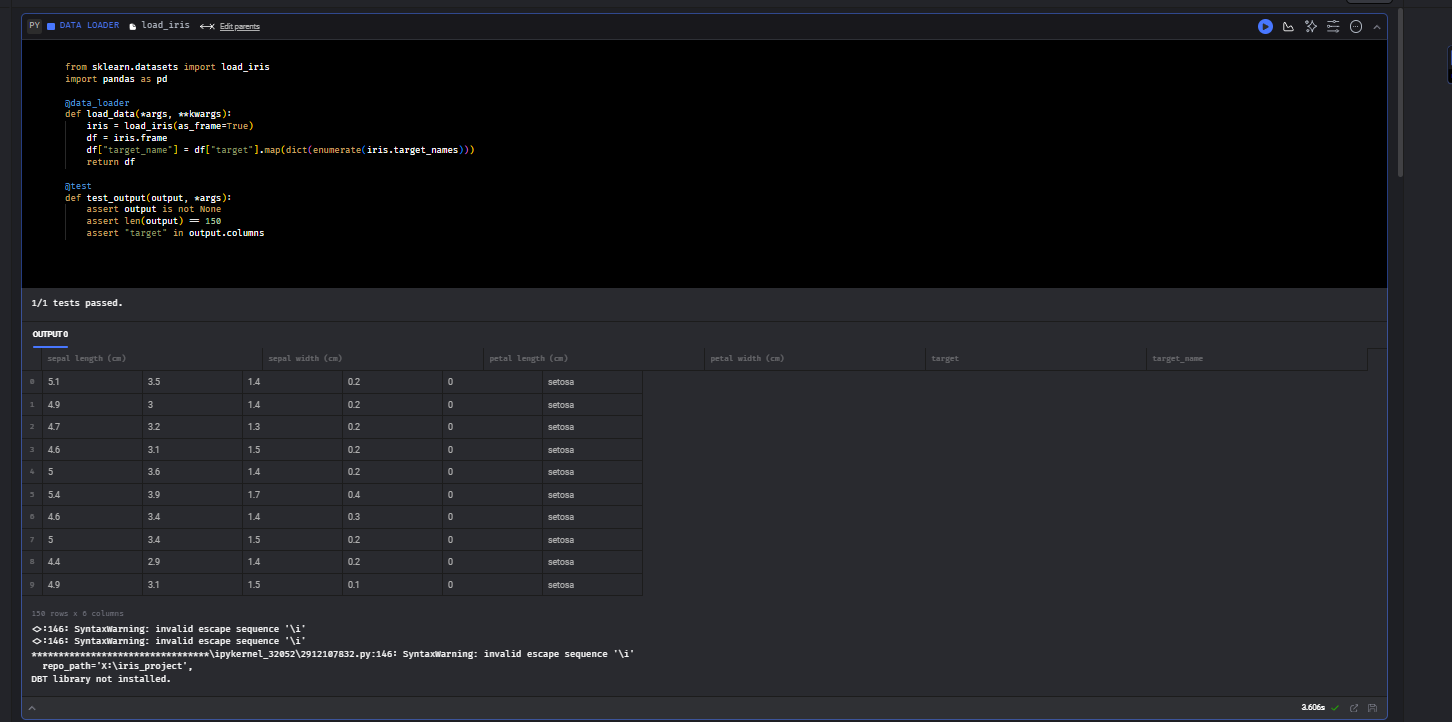 PY DATA LOADER load_iris Edit parents
from sklearn.datasets import load_iris
import pandas as pd
@data_loader
def load_data(*args, **kwargs):
    iris = load_iris(as_frame=True)
    df = iris.frame
    df["target_name"] = df["target"].map(dict(enumerate(iris.target_names)))
    return df
@test
def test_output(output, *args):
    assert output is not None
    assert len(output) == 150
    assert "target" in output.columns
1/1 tests passed.
OUTPUT 0
sepal length (cm) sepal width (cm) petal length (cm) petal width (cm) target target_name
0 5.1 3.5 1.4 0.2 0 setosa
1 4.9 3 1.4 0.2 0 setosa
2 4.7 3.2 1.3 0.2 0 setosa
3 4.6 3.1 1.5 0.2 0 setosa
4 5 3.6 1.4 0.2 0 setosa
5 5.4 3.9 1.7 0.4 0 setosa
6 4.6 3.4 1.4 0.3 0 setosa
7 5 3.4 1.5 0.2 0 setosa
8 4.4 2.9 1.4 0.2 0 setosa
9 4.9 3.1 1.5 0.1 0 setosa
150 rows x 6 columns
<>:146: SyntaxWarning: invalid escape sequence '\i'
<>:146: SyntaxWarning: invalid escape sequence '\i'
*********************************\ipykernel_32052\2912107832.py:146: SyntaxWarning: invalid escape sequence '\i'
  repo_path='X:\iris_project',
DBT library not installed.
3.606s